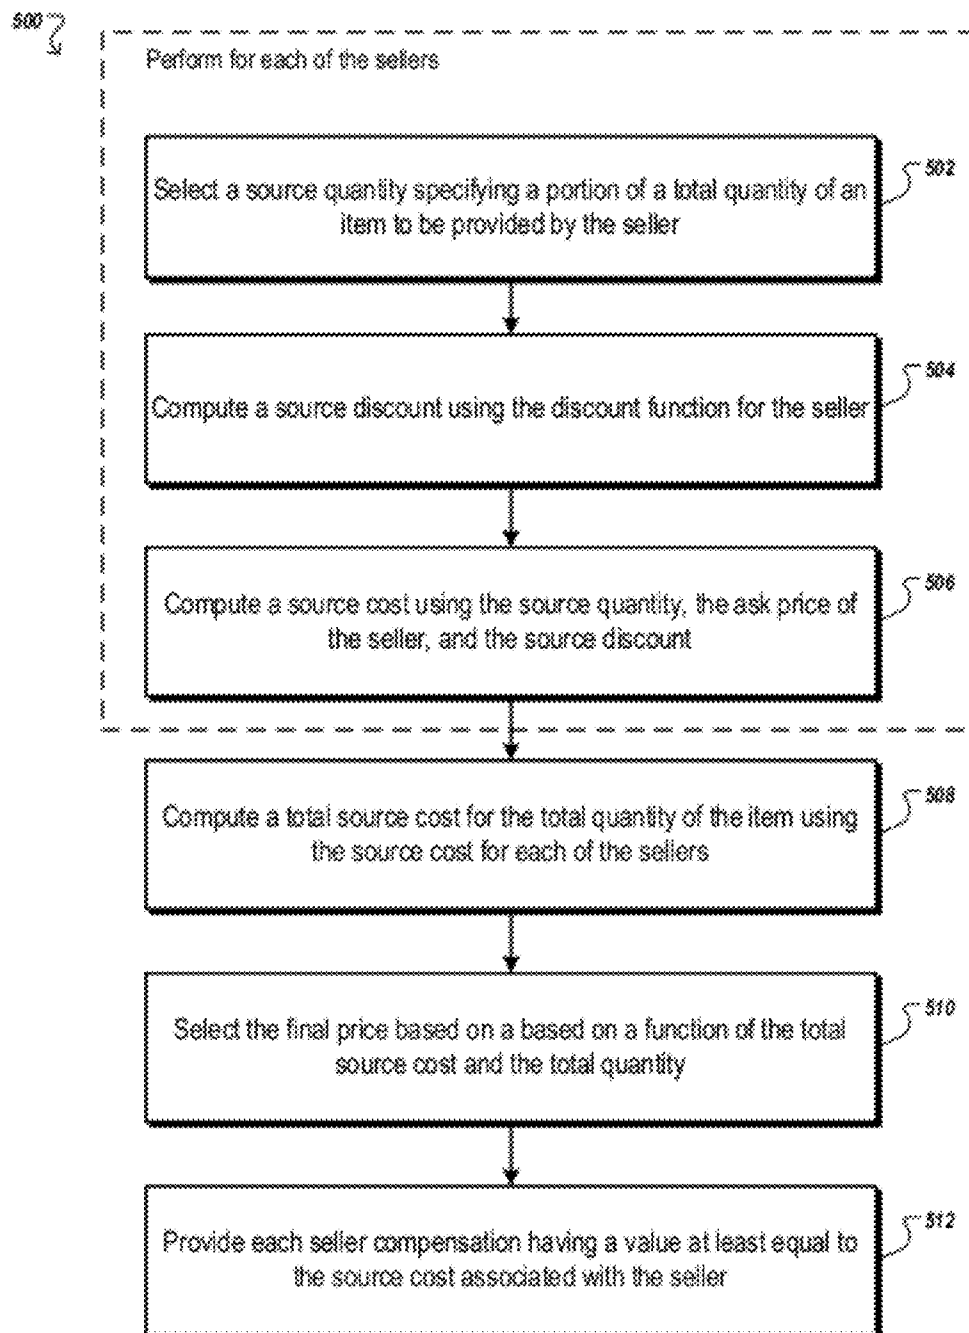 500
Perform for each of the sellers
502
Select a source quantity specifying a portion of a total quantity of an
item to be provided by the seller
504
Compute a source discount using the discount function for the seller
506
Compute a source cost using the source quantity, the ask price of
the seller, and the source discount
508
Compute a total source cost for the total quantity of the item using
the source cost for each of the sellers
510
Select the final price based on a based on a function of the total
source cost and the total quantity
512
Provide each seller compensation having a value at least equal to
the source cost associated with the seller